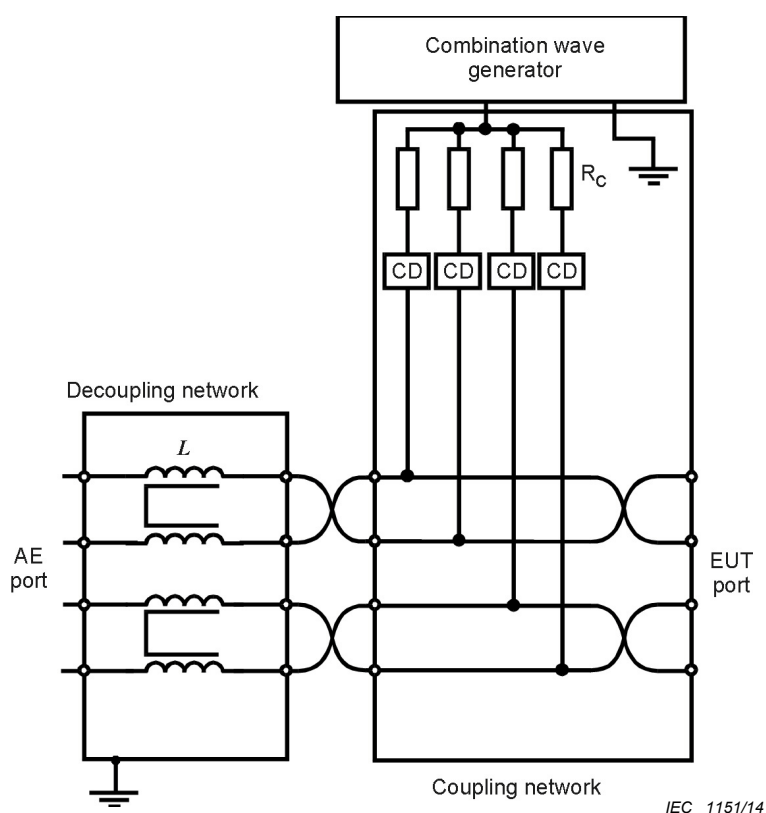 Combination wave
generator
R_C
CD CD CD CD
Decoupling network
L
AE
port
EUT
port
Coupling network
IEC 1151/14